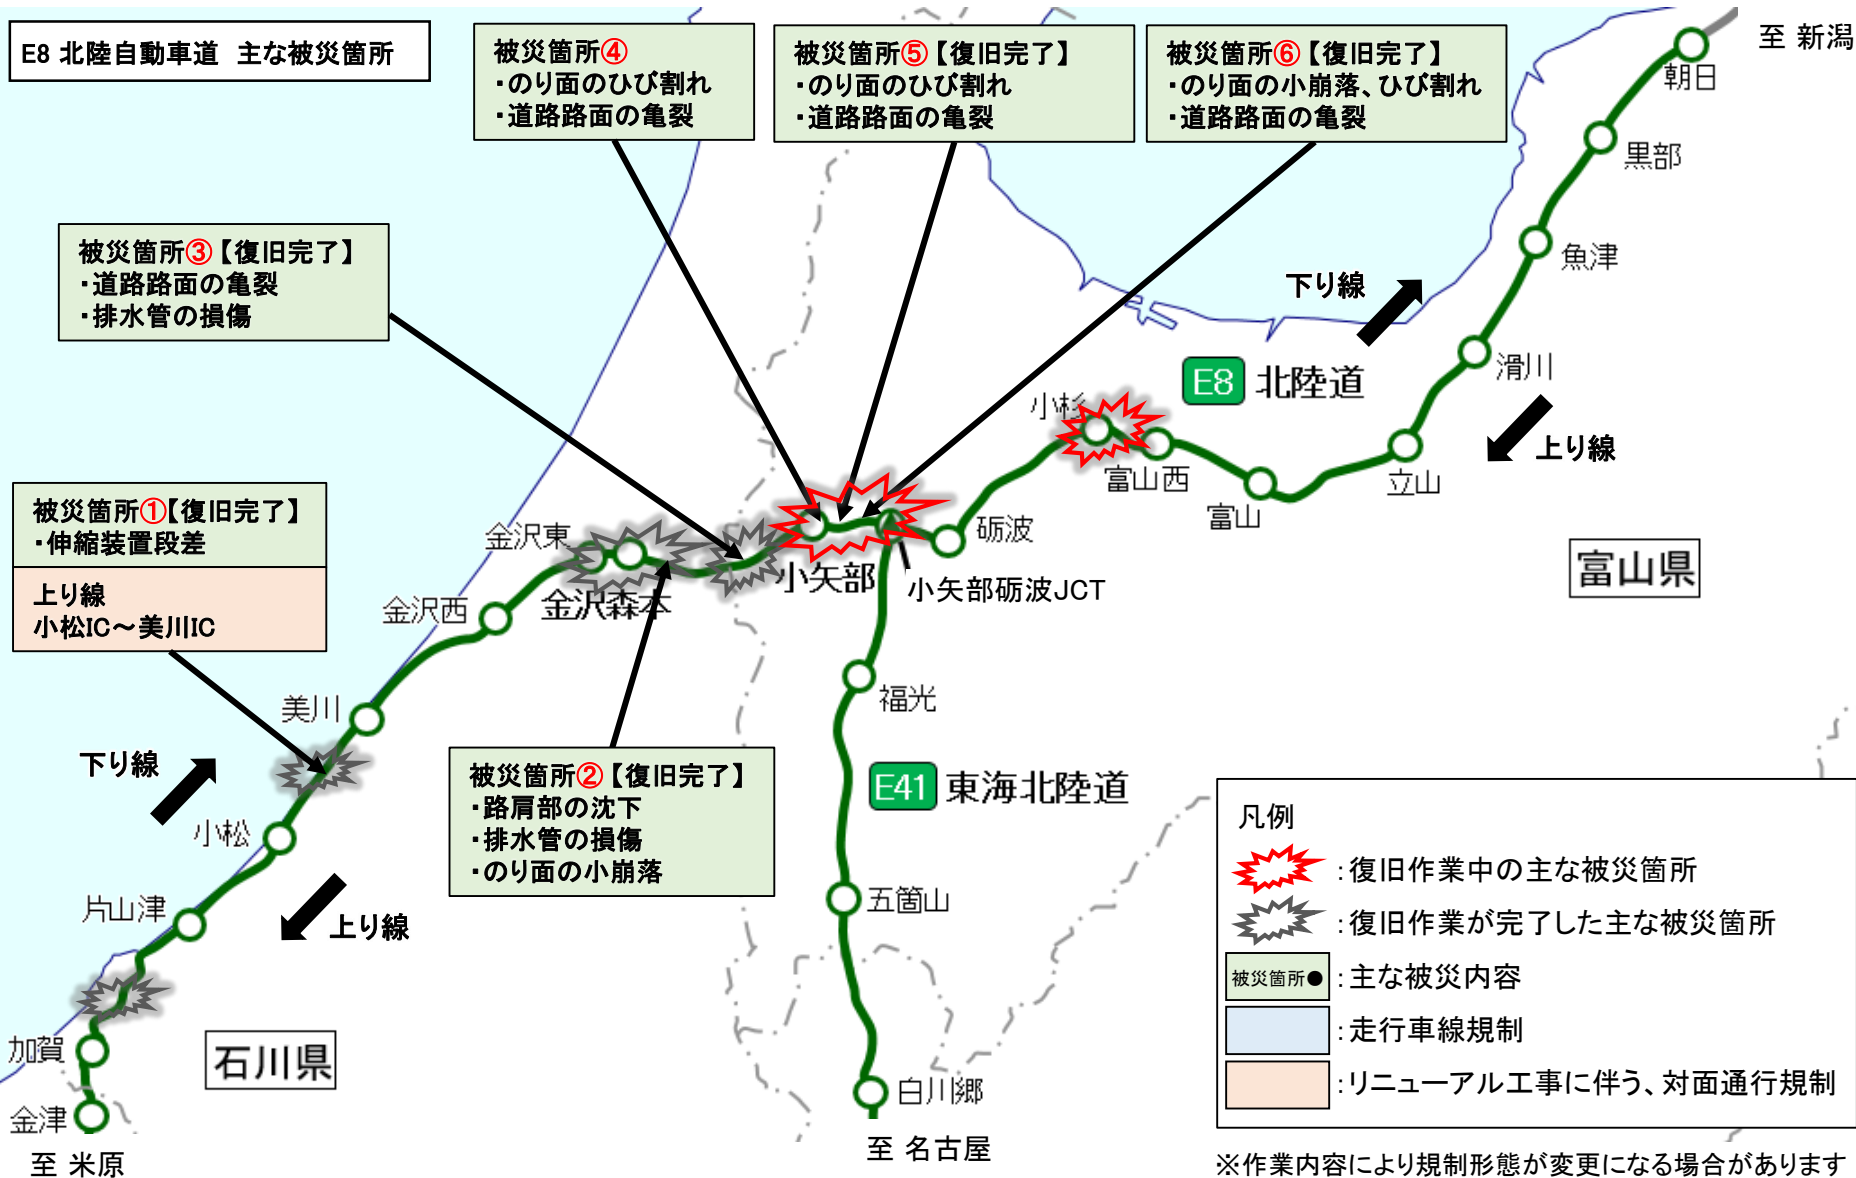 E8 北陸自動車道 主な被災箇所
被災箇所④
・のり面のひび割れ
・道路路面の亀裂
被災箇所⑤【復旧完了】
・のり面のひび割れ
・道路路面の亀裂
被災箇所⑥【復旧完了】
・のり面の小崩落、ひび割れ
・道路路面の亀裂
至 新潟
朝日
黒部
魚津
滑川
立山
富山
富山西
小杉
砺波
小矢部砺波JCT
小矢部
金沢森本
金沢東
金沢西
美川
小松
片山津
加賀
金津
至 米原
被災箇所③【復旧完了】
・道路路面の亀裂
・排水管の損傷
下り線
E8 北陸道
上り線
被災箇所①【復旧完了】
・伸縮装置段差
上り線
小松IC～美川IC
富山県
福光
下り線
被災箇所②【復旧完了】
・路肩部の沈下
・排水管の損傷
・のり面の小崩落
E41 東海北陸道
五箇山
上り線
石川県
白川郷
至 名古屋
凡例
：復旧作業中の主な被災箇所
：復旧作業が完了した主な被災箇所
被災箇所● ：主な被災内容
：走行車線規制
：リニューアル工事に伴う、対面通行規制
※作業内容により規制形態が変更になる場合があります